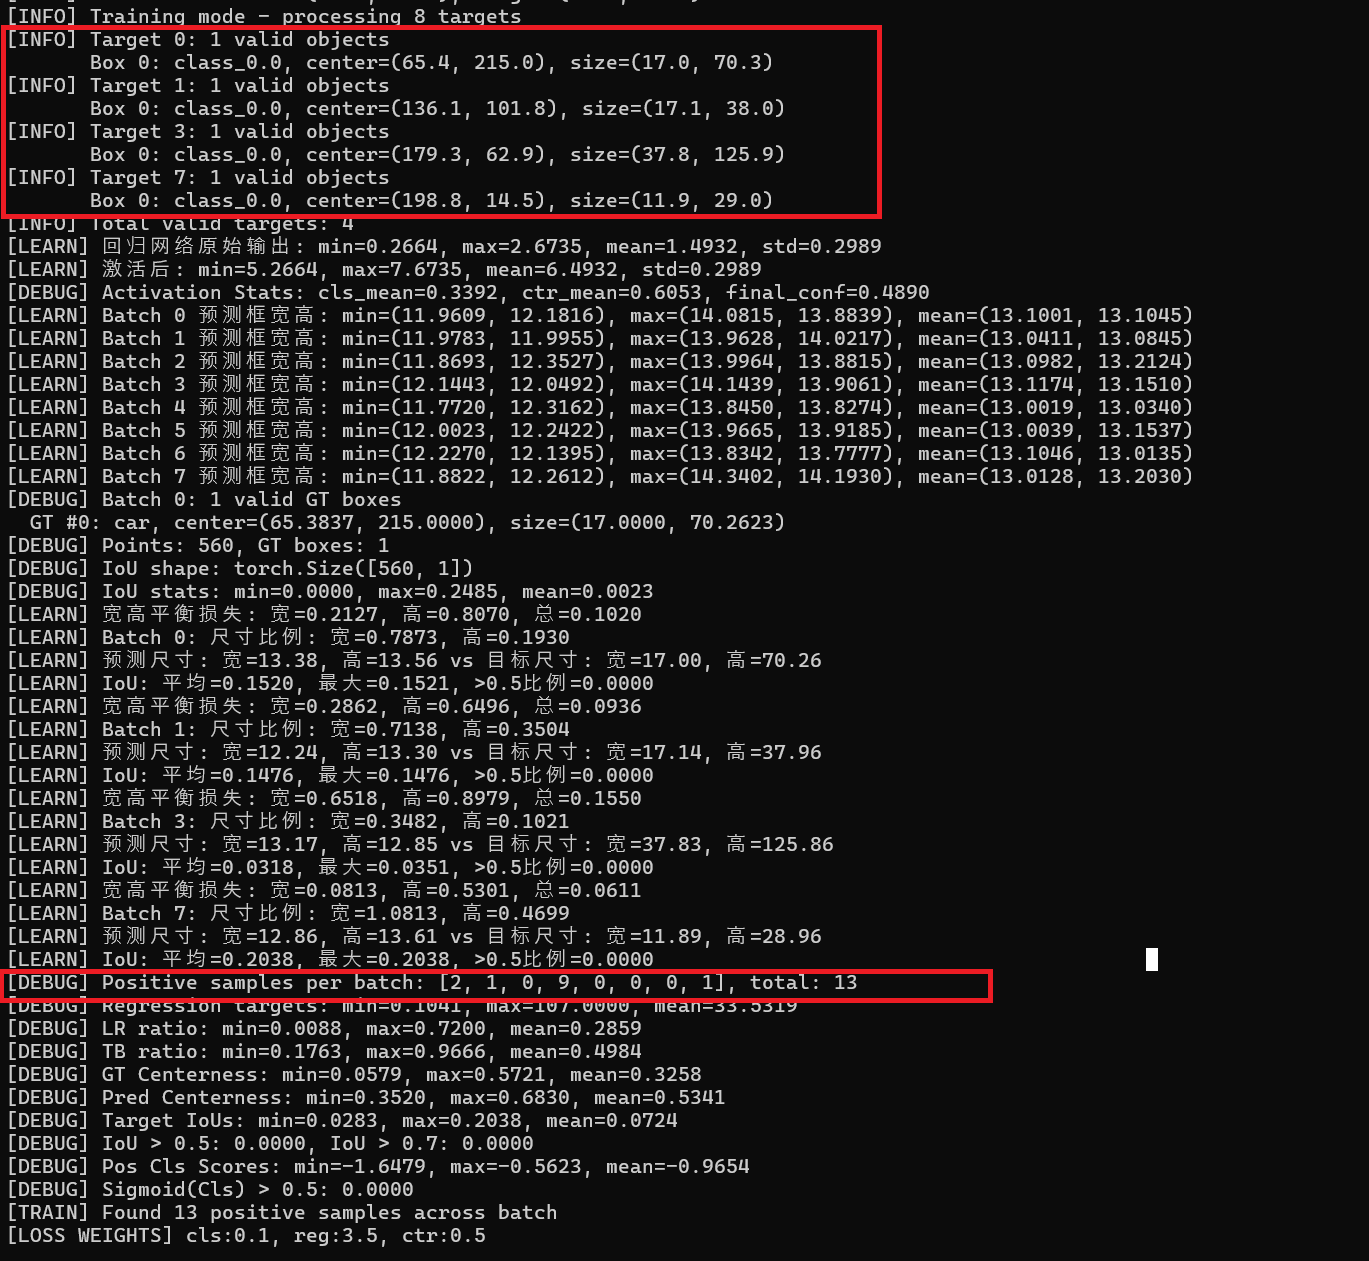 [INFO] Training mode - processing 8 targets
[INFO] Target 0: 1 valid objects
Box 0: class_0.0, center=(65.4, 215.0), size=(17.0, 70.3)
[INFO] Target 1: 1 valid objects
Box 0: class_0.0, center=(136.1, 101.8), size=(17.1, 38.0)
[INFO] Target 3: 1 valid objects
Box 0: class_0.0, center=(179.3, 62.9), size=(37.8, 125.9)
[INFO] Target 7: 1 valid objects
Box 0: class_0.0, center=(198.8, 14.5), size=(11.9, 29.0)
[INFO] Total valid targets: 4
[LEARN] 回归网络原始输出: min=0.2664, max=2.6735, mean=1.4932, std=0.2989
[LEARN] 激活后: min=5.2664, max=7.6735, mean=6.4932, std=0.2989
[DEBUG] Activation Stats: cls_mean=0.3392, ctr_mean=0.6053, final_conf=0.4890
[LEARN] Batch 0 预测框宽高: min=(11.9609, 12.1816), max=(14.0815, 13.8839), mean=(13.1001, 13.1045)
[LEARN] Batch 1 预测框宽高: min=(11.9783, 11.9955), max=(13.9628, 14.0217), mean=(13.0411, 13.0845)
[LEARN] Batch 2 预测框宽高: min=(11.8693, 12.3527), max=(13.9964, 13.8815), mean=(13.0982, 13.2124)
[LEARN] Batch 3 预测框宽高: min=(12.1443, 12.0492), max=(14.1439, 13.9061), mean=(13.1174, 13.1510)
[LEARN] Batch 4 预测框宽高: min=(11.7720, 12.3162), max=(13.8450, 13.8274), mean=(13.0019, 13.0340)
[LEARN] Batch 5 预测框宽高: min=(12.0023, 12.2422), max=(13.9665, 13.9185), mean=(13.0039, 13.1537)
[LEARN] Batch 6 预测框宽高: min=(12.2270, 12.1395), max=(13.8342, 13.7777), mean=(13.1046, 13.0135)
[LEARN] Batch 7 预测框宽高: min=(11.8822, 12.2612), max=(14.3402, 14.1930), mean=(13.0128, 13.2030)
[DEBUG] Batch 0: 1 valid GT boxes
GT #0: car, center=(65.3837, 215.0000), size=(17.0000, 70.2623)
[DEBUG] Points: 560, GT boxes: 1
[DEBUG] IoU shape: torch.Size([560, 1])
[DEBUG] IoU stats: min=0.0000, max=0.2485, mean=0.0023
[LEARN] 宽高平衡损失: 宽=0.2127, 高=0.8070, 总=0.1020
[LEARN] Batch 0: 尺寸比例: 宽=0.7873, 高=0.1930
[LEARN] 预测尺寸: 宽=13.38, 高=13.56 vs 目标尺寸: 宽=17.00, 高=70.26
[LEARN] IoU: 平均=0.1520, 最大=0.1521, >0.5比例=0.0000
[LEARN] 宽高平衡损失: 宽=0.2862, 高=0.6496, 总=0.0936
[LEARN] Batch 1: 尺寸比例: 宽=0.7138, 高=0.3504
[LEARN] 预测尺寸: 宽=12.24, 高=13.30 vs 目标尺寸: 宽=17.14, 高=37.96
[LEARN] IoU: 平均=0.1476, 最大=0.1476, >0.5比例=0.0000
[LEARN] 宽高平衡损失: 宽=0.6518, 高=0.8979, 总=0.1550
[LEARN] Batch 3: 尺寸比例: 宽=0.3482, 高=0.1021
[LEARN] 预测尺寸: 宽=13.17, 高=12.85 vs 目标尺寸: 宽=37.83, 高=125.86
[LEARN] IoU: 平均=0.0318, 最大=0.0351, >0.5比例=0.0000
[LEARN] 宽高平衡损失: 宽=0.0813, 高=0.5301, 总=0.0611
[LEARN] Batch 7: 尺寸比例: 宽=1.0813, 高=0.4699
[LEARN] 预测尺寸: 宽=12.86, 高=13.61 vs 目标尺寸: 宽=11.89, 高=28.96
[LEARN] IoU: 平均=0.2038, 最大=0.2038, >0.5比例=0.0000
[DEBUG] Positive samples per batch: [2, 1, 0, 9, 0, 0, 0, 1], total: 13
[DEBUG] Regression targets: min=0.1041, max=107.0000, mean=33.5319
[DEBUG] LR ratio: min=0.0088, max=0.7200, mean=0.2859
[DEBUG] TB ratio: min=0.1763, max=0.9666, mean=0.4984
[DEBUG] GT Centerness: min=0.0579, max=0.5721, mean=0.3258
[DEBUG] Pred Centerness: min=0.3520, max=0.6830, mean=0.5341
[DEBUG] Target IoUs: min=0.0283, max=0.2038, mean=0.0724
[DEBUG] IoU > 0.5: 0.0000, IoU > 0.7: 0.0000
[DEBUG] Pos Cls Scores: min=-1.6479, max=-0.5623, mean=-0.9654
[DEBUG] Sigmoid(Cls) > 0.5: 0.0000
[TRAIN] Found 13 positive samples across batch
[LOSS WEIGHTS] cls:0.1, reg:3.5, ctr:0.5